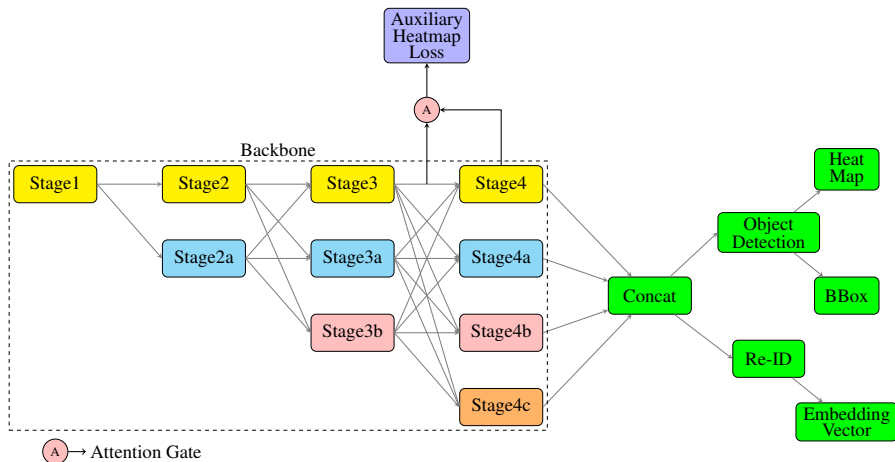 Auxiliary
Heatmap
Loss
A
Backbone
Stage1
Stage2
Stage3
Stage4
Heat
Map
Stage2a
Stage3a
Stage4a
Object
Detection
Concat
BBox
Stage3b
Stage4b
Re-ID
Stage4c
Embedding
Vector
A Attention Gate